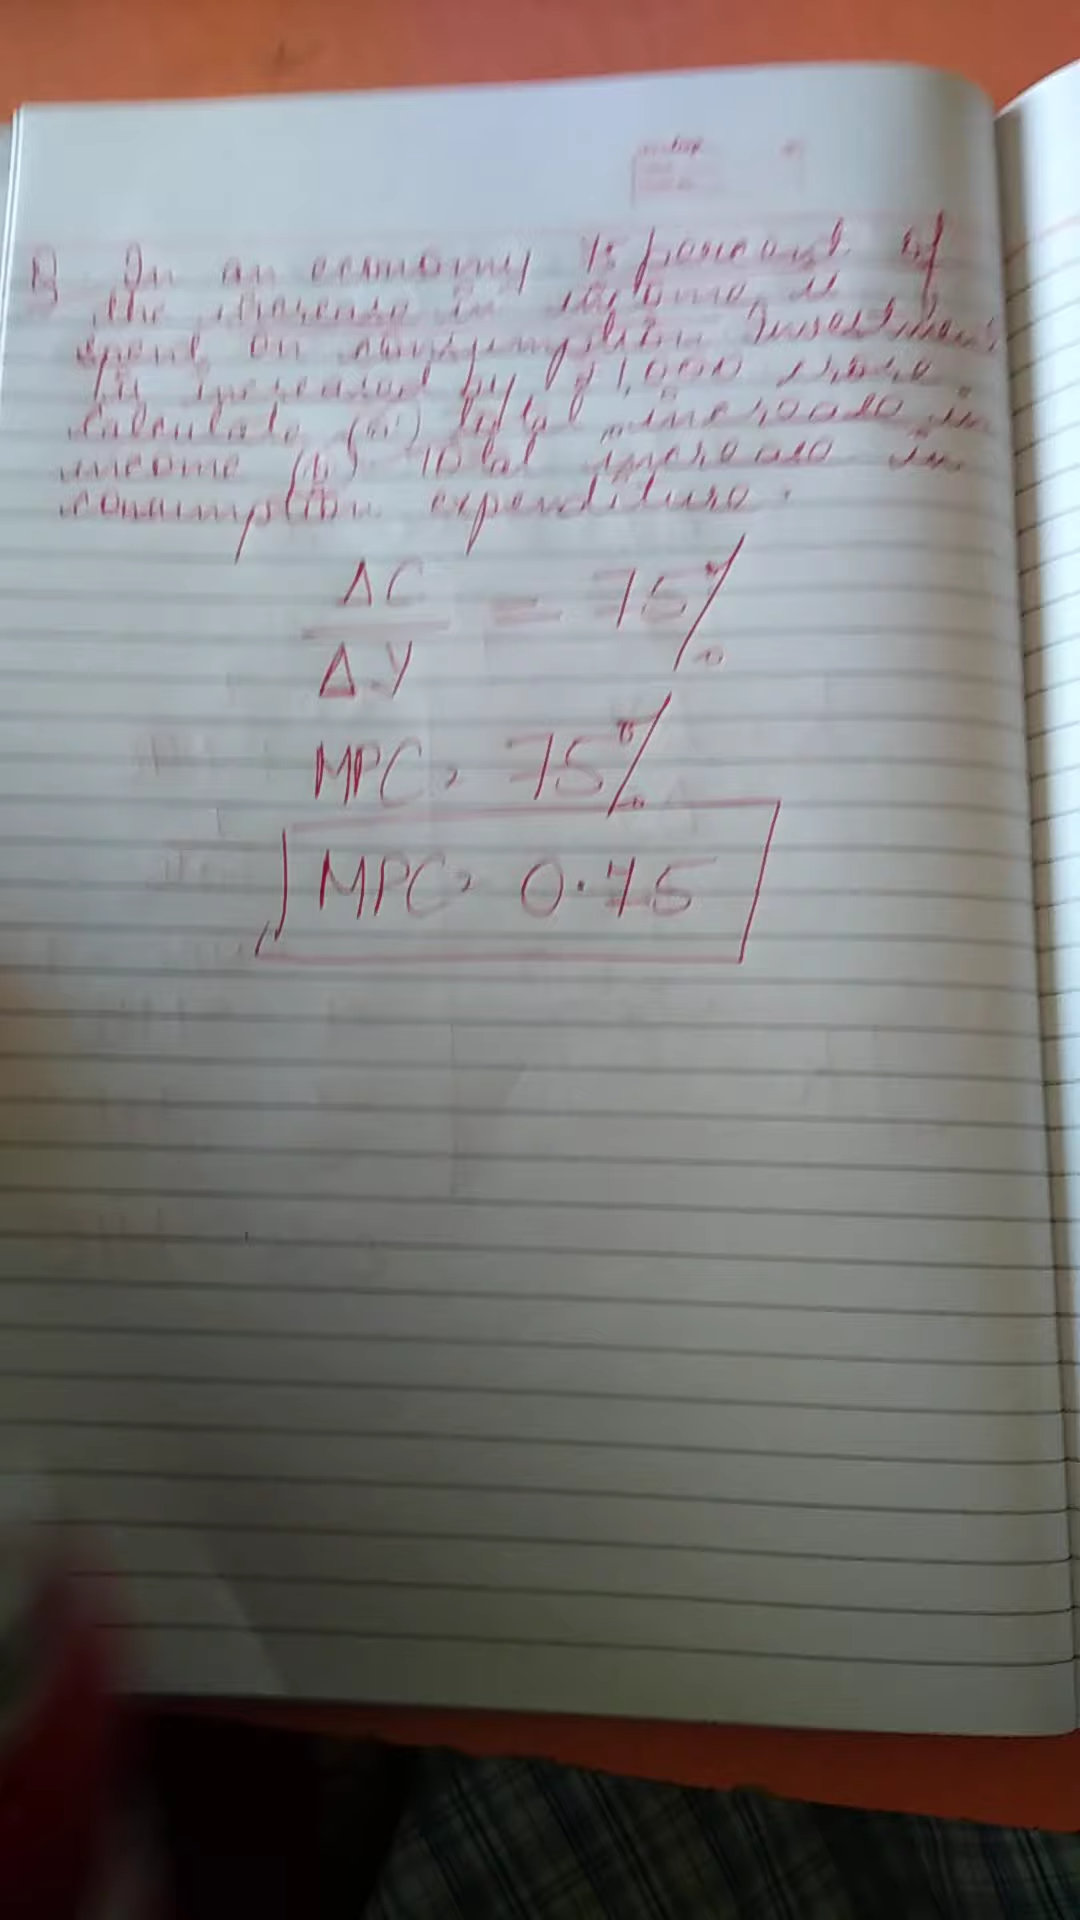 Q. In an economy 75 percent of
the increase in income is
spent on consumption Investment
is increased by ₹1,000 crore.
Calculate (a) total increase in
income (b) Total increase in
consumption expenditure.
ΔC/ΔY = 75%
MPC = 75%
MPC = 0.75